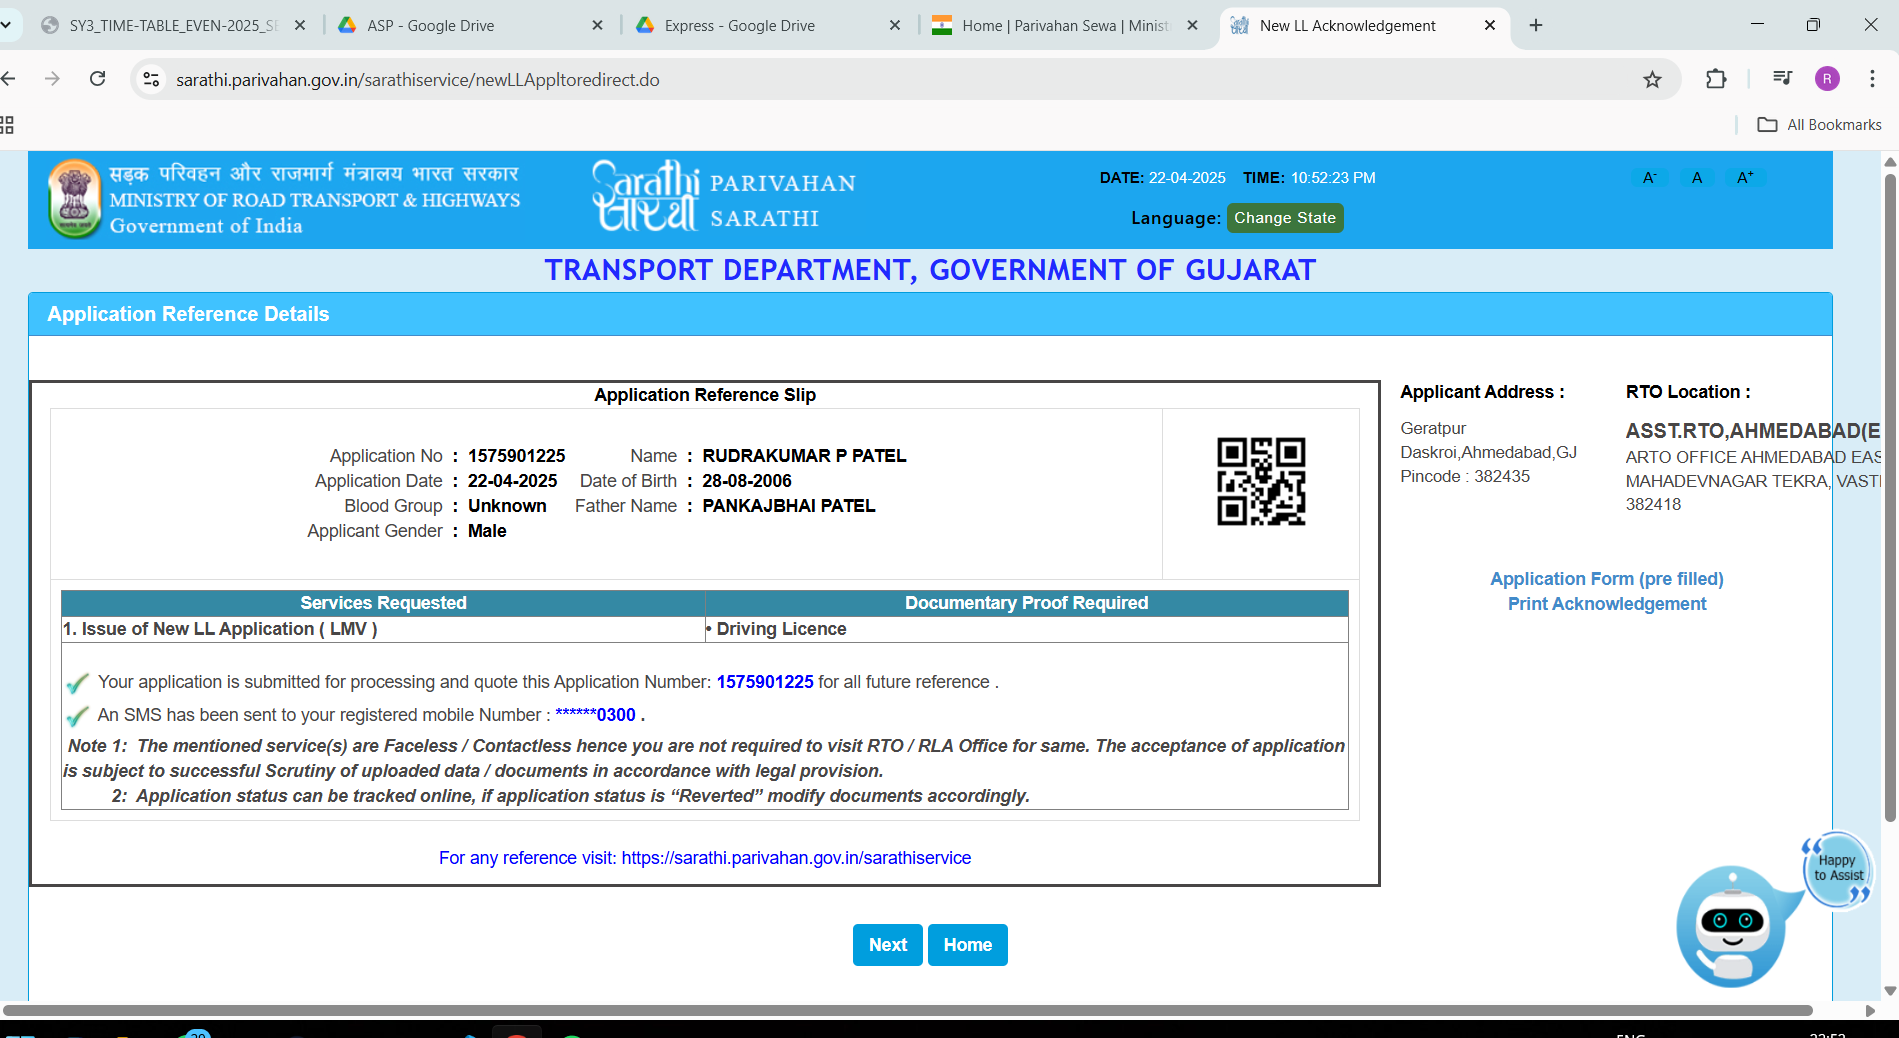 SY3_TIME-TABLE_EVEN-2025_SE
ASP - Google Drive
Express - Google Drive
Home | Parivahan Sewa | Minist
New LL Acknowledgement
sarathi.parivahan.gov.in/sarathiservice/newLLAppltoredirect.do
R
All Bookmarks
सड़क परिवहन और राजमार्ग मंत्रालय भारत सरकार
MINISTRY OF ROAD TRANSPORT & HIGHWAYS
Government of India
Sarathi
सारथी
PARIVAHAN
SARATHI
DATE: 22-04-2025 TIME: 10:52:23 PM
Language: Change State
A- A A+
TRANSPORT DEPARTMENT, GOVERNMENT OF GUJARAT
Application Reference Details
Application Reference Slip
Application No : 1575901225 Name : RUDRAKUMAR P PATEL
Application Date : 22-04-2025 Date of Birth : 28-08-2006
Blood Group : Unknown Father Name : PANKAJBHAI PATEL
Applicant Gender : Male
Services Requested Documentary Proof Required
1. Issue of New LL Application ( LMV ) • Driving Licence
Your application is submitted for processing and quote this Application Number: 1575901225 for all future reference .
An SMS has been sent to your registered mobile Number : ******0300 .
Note 1: The mentioned service(s) are Faceless / Contactless hence you are not required to visit RTO / RLA Office for same. The acceptance of application
is subject to successful Scrutiny of uploaded data / documents in accordance with legal provision.
2: Application status can be tracked online, if application status is “Reverted” modify documents accordingly.
For any reference visit: https://sarathi.parivahan.gov.in/sarathiservice
Applicant Address :
Geratpur
Daskroi,Ahmedabad,GJ
Pincode : 382435
RTO Location :
ASST.RTO,AHMEDABAD(E
ARTO OFFICE AHMEDABAD EAS
MAHADEVNAGAR TEKRA, VAST
382418
Application Form (pre filled)
Print Acknowledgement
Next Home
Happy
to Assist